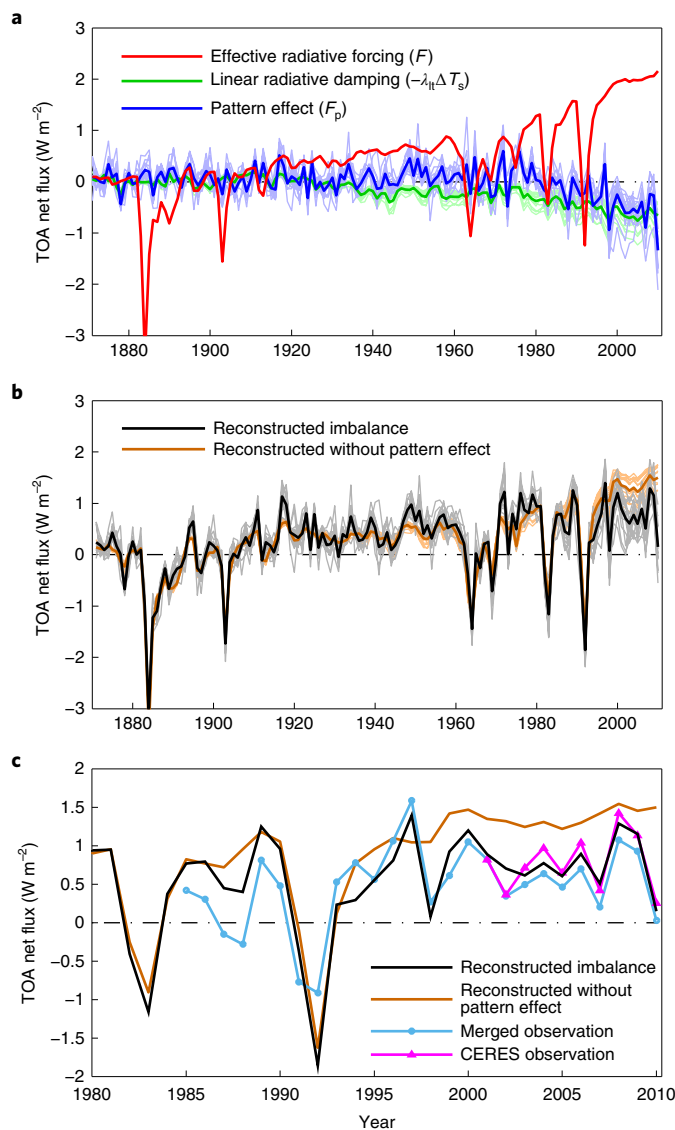 a
3
2
1
0
−1
−2
−3
TOA net flux (W m−2)
Effective radiative forcing (F)
Linear radiative damping (−λltΔTs)
Pattern effect (Fp)
1880 1900 1920 1940 1960 1980 2000
b
3
2
1
0
−1
−2
−3
TOA net flux (W m−2)
Reconstructed imbalance
Reconstructed without pattern effect
1880 1900 1920 1940 1960 1980 2000
c
2
1.5
1
0.5
0
−0.5
−1
−1.5
−2
TOA net flux (W m−2)
Reconstructed imbalance
Reconstructed without
pattern effect
Merged observation
CERES observation
1980 1985 1990 1995 2000 2005 2010
Year